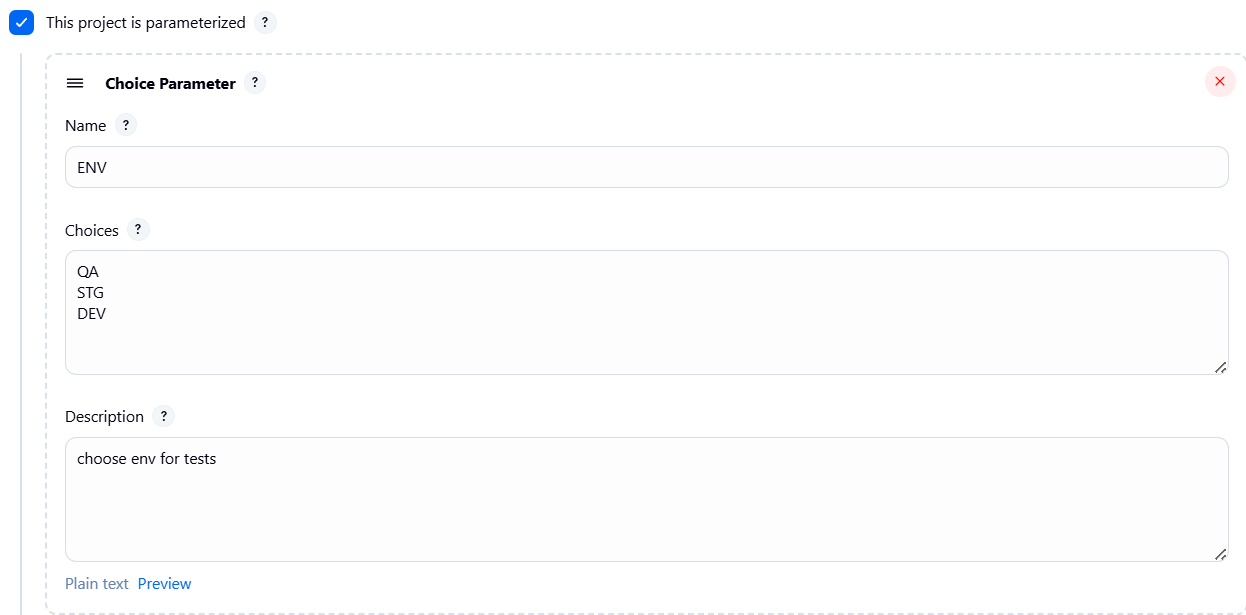 This project is parameterized ?
Choice Parameter ?
Name ?
ENV
Choices ?
QA
STG
DEV
Description ?
choose env for tests
Plain text Preview